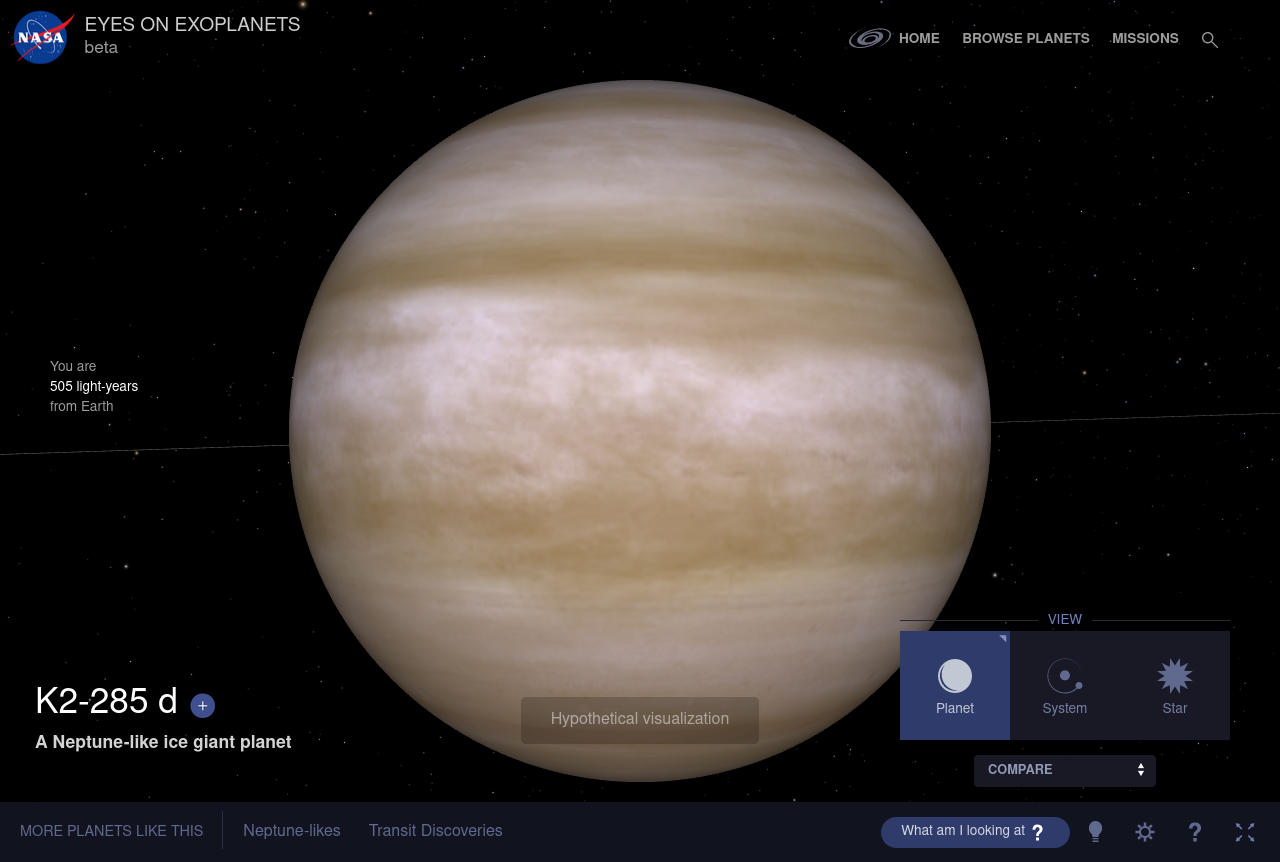 NASA
EYES ON EXOPLANETS
beta
HOME
BROWSE PLANETS
MISSIONS
You are
505 light-years
from Earth
K2-285 d +
A Neptune-like ice giant planet
Hypothetical visualization
VIEW
Planet
System
Star
COMPARE
MORE PLANETS LIKE THIS
Neptune-likes
Transit Discoveries
What am I looking at ?
?